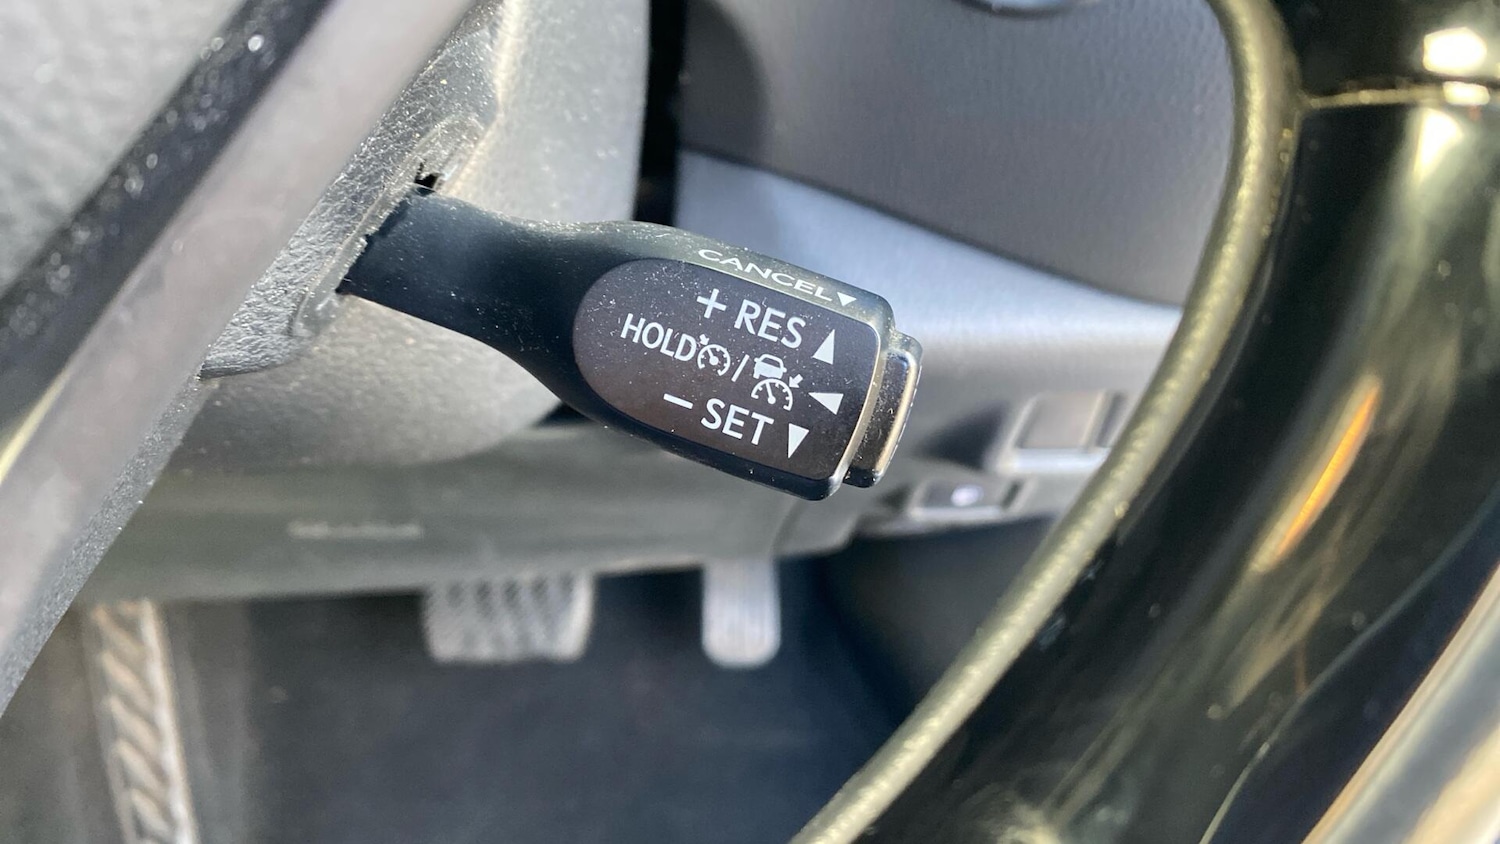 CANCEL▼
+ RES ▲
HOLD / ◀
− SET ▼